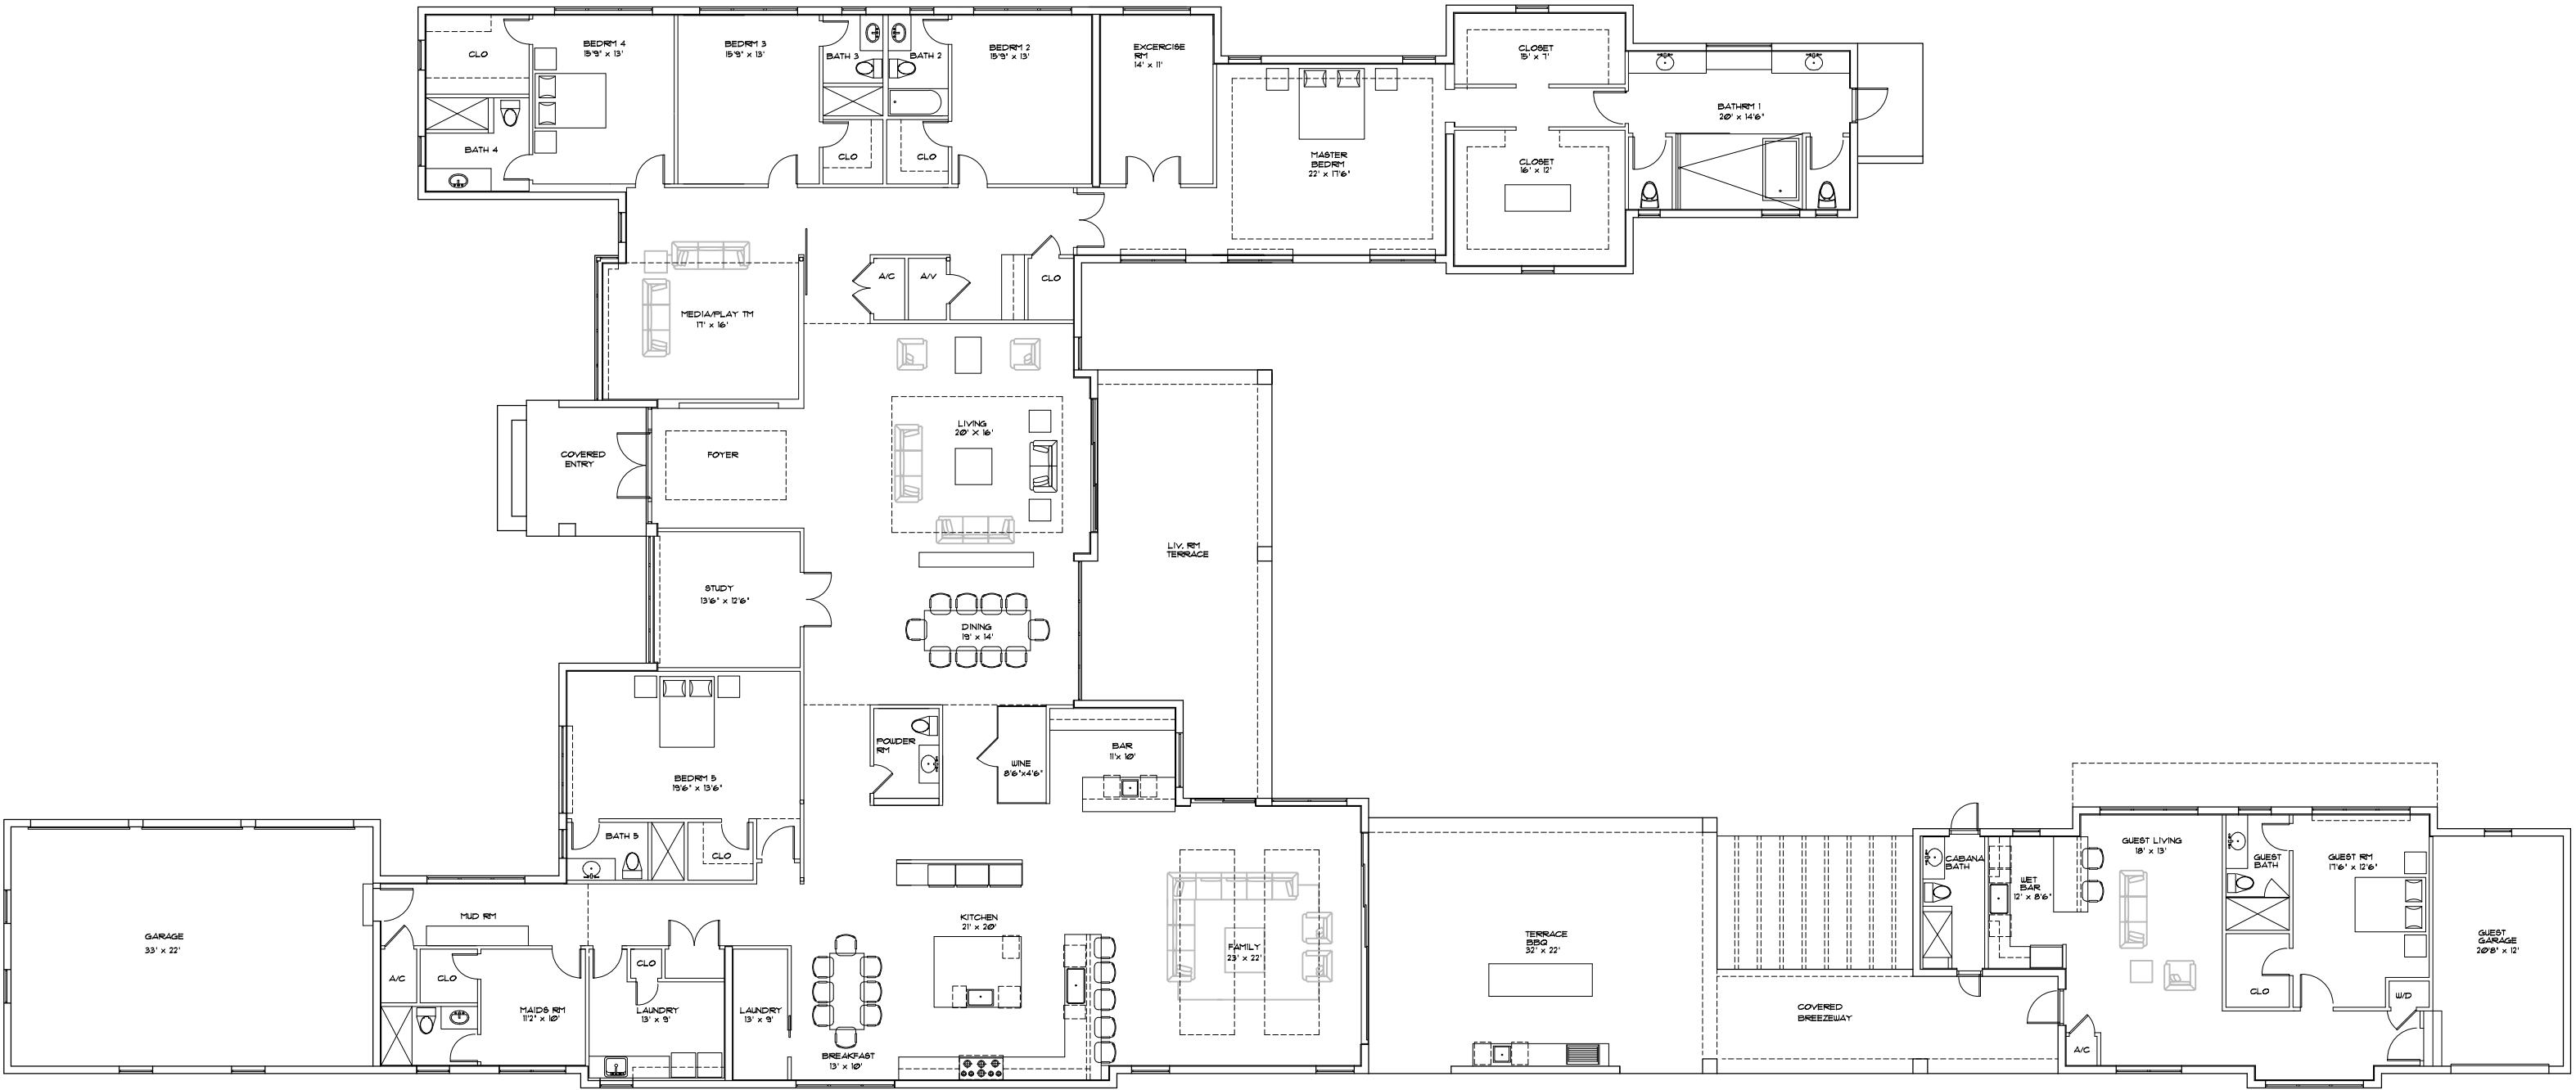 CLO
BEDRM 4
15'9" x 13'
BEDRM 3
15'9" x 13'
BATH 3
BATH 2
BEDRM 2
15'9" x 13'
EXCERCISE
RM
14' x 11'
CLOSET
15' x 7'
BATHRM 1
20' x 14'6"
BATH 4
CLO
CLO
MASTER
BEDRM
22' x 17'6"
CLOSET
16' x 12'
A/C
A/V
CLO
MEDIA/PLAY TM
17' x 16'
COVERED
ENTRY
FOYER
LIVING
20' X 16'
LIV. RM
TERRACE
STUDY
13'6" x 12'6"
DINING
19' x 14'
POWDER
RM
WINE
8'6"x4'6"
BAR
11'x 10'
BEDRM 5
19'6" x 13'6"
BATH 5
CLO
GARAGE
33' x 22'
MUD RM
A/C
CLO
MAIDS RM
11'2" x 10'
CLO
LAUNDRY
13' x 9'
LAUNDRY
13' x 9'
KITCHEN
21' x 20'
BREAKFAST
13' x 10'
FAMILY
23' x 22'
TERRACE
BBQ
32' x 22'
COVERED
BREEZEWAY
CABANA
BATH
WET
BAR
12' x 8'6"
GUEST LIVING
18' x 13'
GUEST
BATH
GUEST RM
17'6" x 12'6"
GUEST
GARAGE
20'8" x 12'
CLO
W/D
A/C